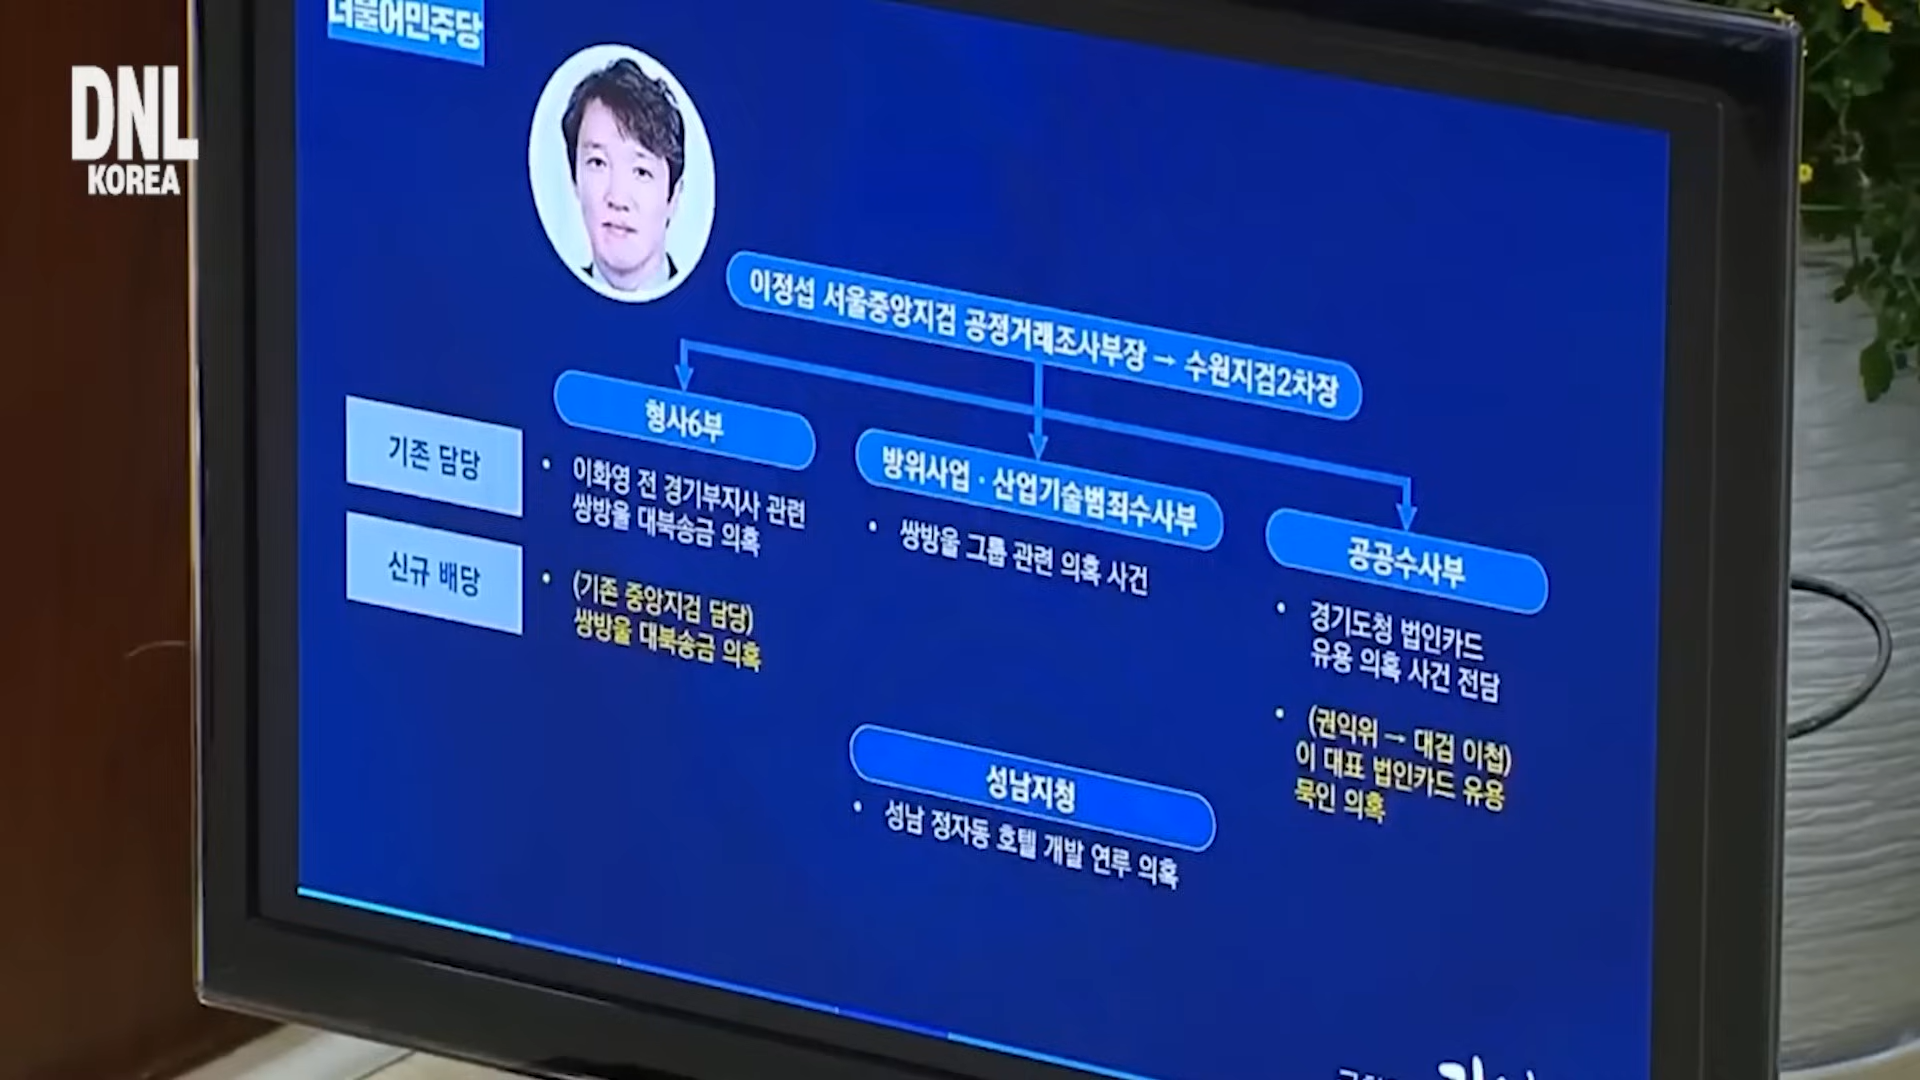 더불어민주당
DNL
KOREA
이정섭 서울중앙지검 공정거래조사부장 → 수원지검2차장
기존 담당
신규 배당
형사6부
• 이화영 전 경기부지사 관련
쌍방울 대북송금 의혹
• (기존 중앙지검 담당)
쌍방울 대북송금 의혹
방위사업 · 산업기술범죄수사부
• 쌍방울 그룹 관련 의혹 사건
공공수사부
• 경기도청 법인카드
유용 의혹 사건 전담
• (권익위 → 대검 이첩)
이 대표 법인카드 유용
묵인 의혹
성남지청
• 성남 정자동 호텔 개발 연루 의혹